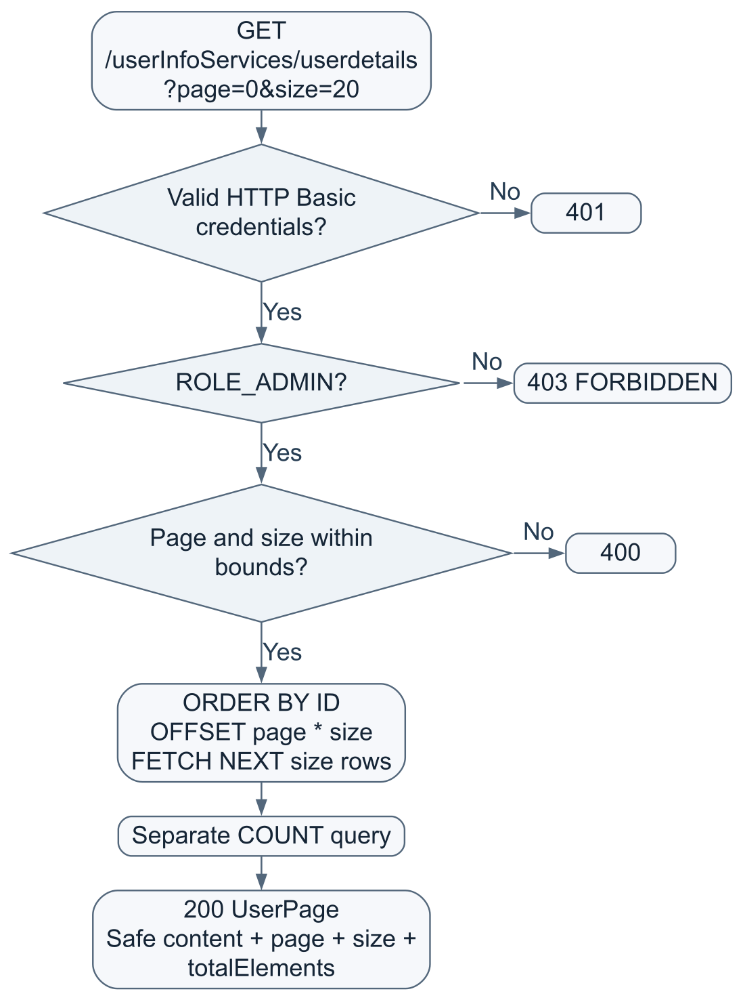 GET
/userInfoServices/userdetails
?page=0&size=20
Valid HTTP Basic
credentials?
No
401
Yes
ROLE_ADMIN?
No
403 FORBIDDEN
Yes
Page and size within
bounds?
No
400
Yes
ORDER BY ID
OFFSET page * size
FETCH NEXT size rows
Separate COUNT query
200 UserPage
Safe content + page + size +
totalElements